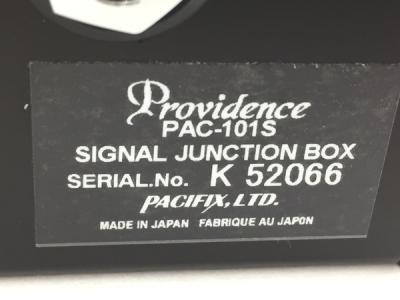 Providence
PAC-101S
SIGNAL JUNCTION BOX
SERIAL.No. K 52066
PACIFIX, LTD.
MADE IN JAPAN FABRIQUE AU JAPON